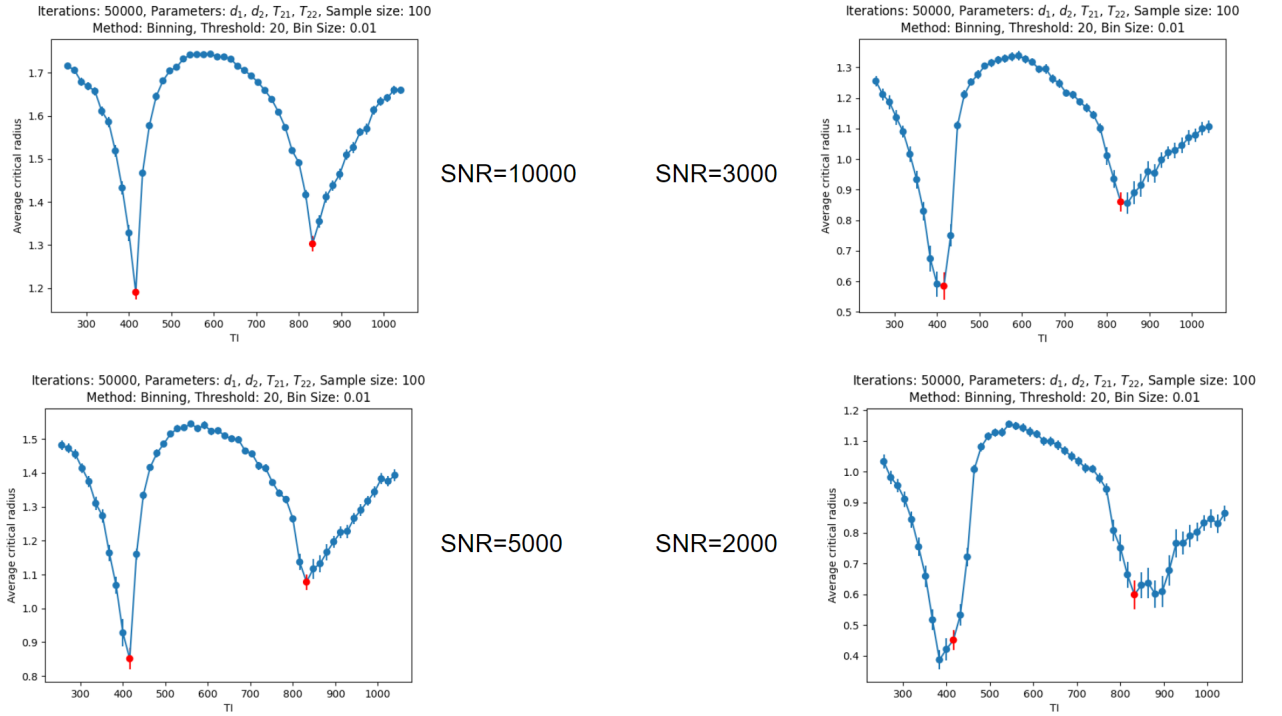 Iterations: 50000, Parameters: d₁, d₂, T₂₁, T₂₂, Sample size: 100
Method: Binning, Threshold: 20, Bin Size: 0.01
Average critical radius
1.7
1.6
1.5
1.4
1.3
1.2
300 400 500 600 700 800 900 1000
TI
SNR=10000
SNR=3000
Iterations: 50000, Parameters: d₁, d₂, T₂₁, T₂₂, Sample size: 100
Method: Binning, Threshold: 20, Bin Size: 0.01
Average critical radius
1.3
1.2
1.1
1.0
0.9
0.8
0.7
0.6
0.5
300 400 500 600 700 800 900 1000
TI
Iterations: 50000, Parameters: d₁, d₂, T₂₁, T₂₂, Sample size: 100
Method: Binning, Threshold: 20, Bin Size: 0.01
Average critical radius
1.5
1.4
1.3
1.2
1.1
1.0
0.9
0.8
300 400 500 600 700 800 900 1000
TI
SNR=5000
SNR=2000
Iterations: 50000, Parameters: d₁, d₂, T₂₁, T₂₂, Sample size: 100
Method: Binning, Threshold: 20, Bin Size: 0.01
Average critical radius
1.2
1.1
1.0
0.9
0.8
0.7
0.6
0.5
0.4
300 400 500 600 700 800 900 1000
TI